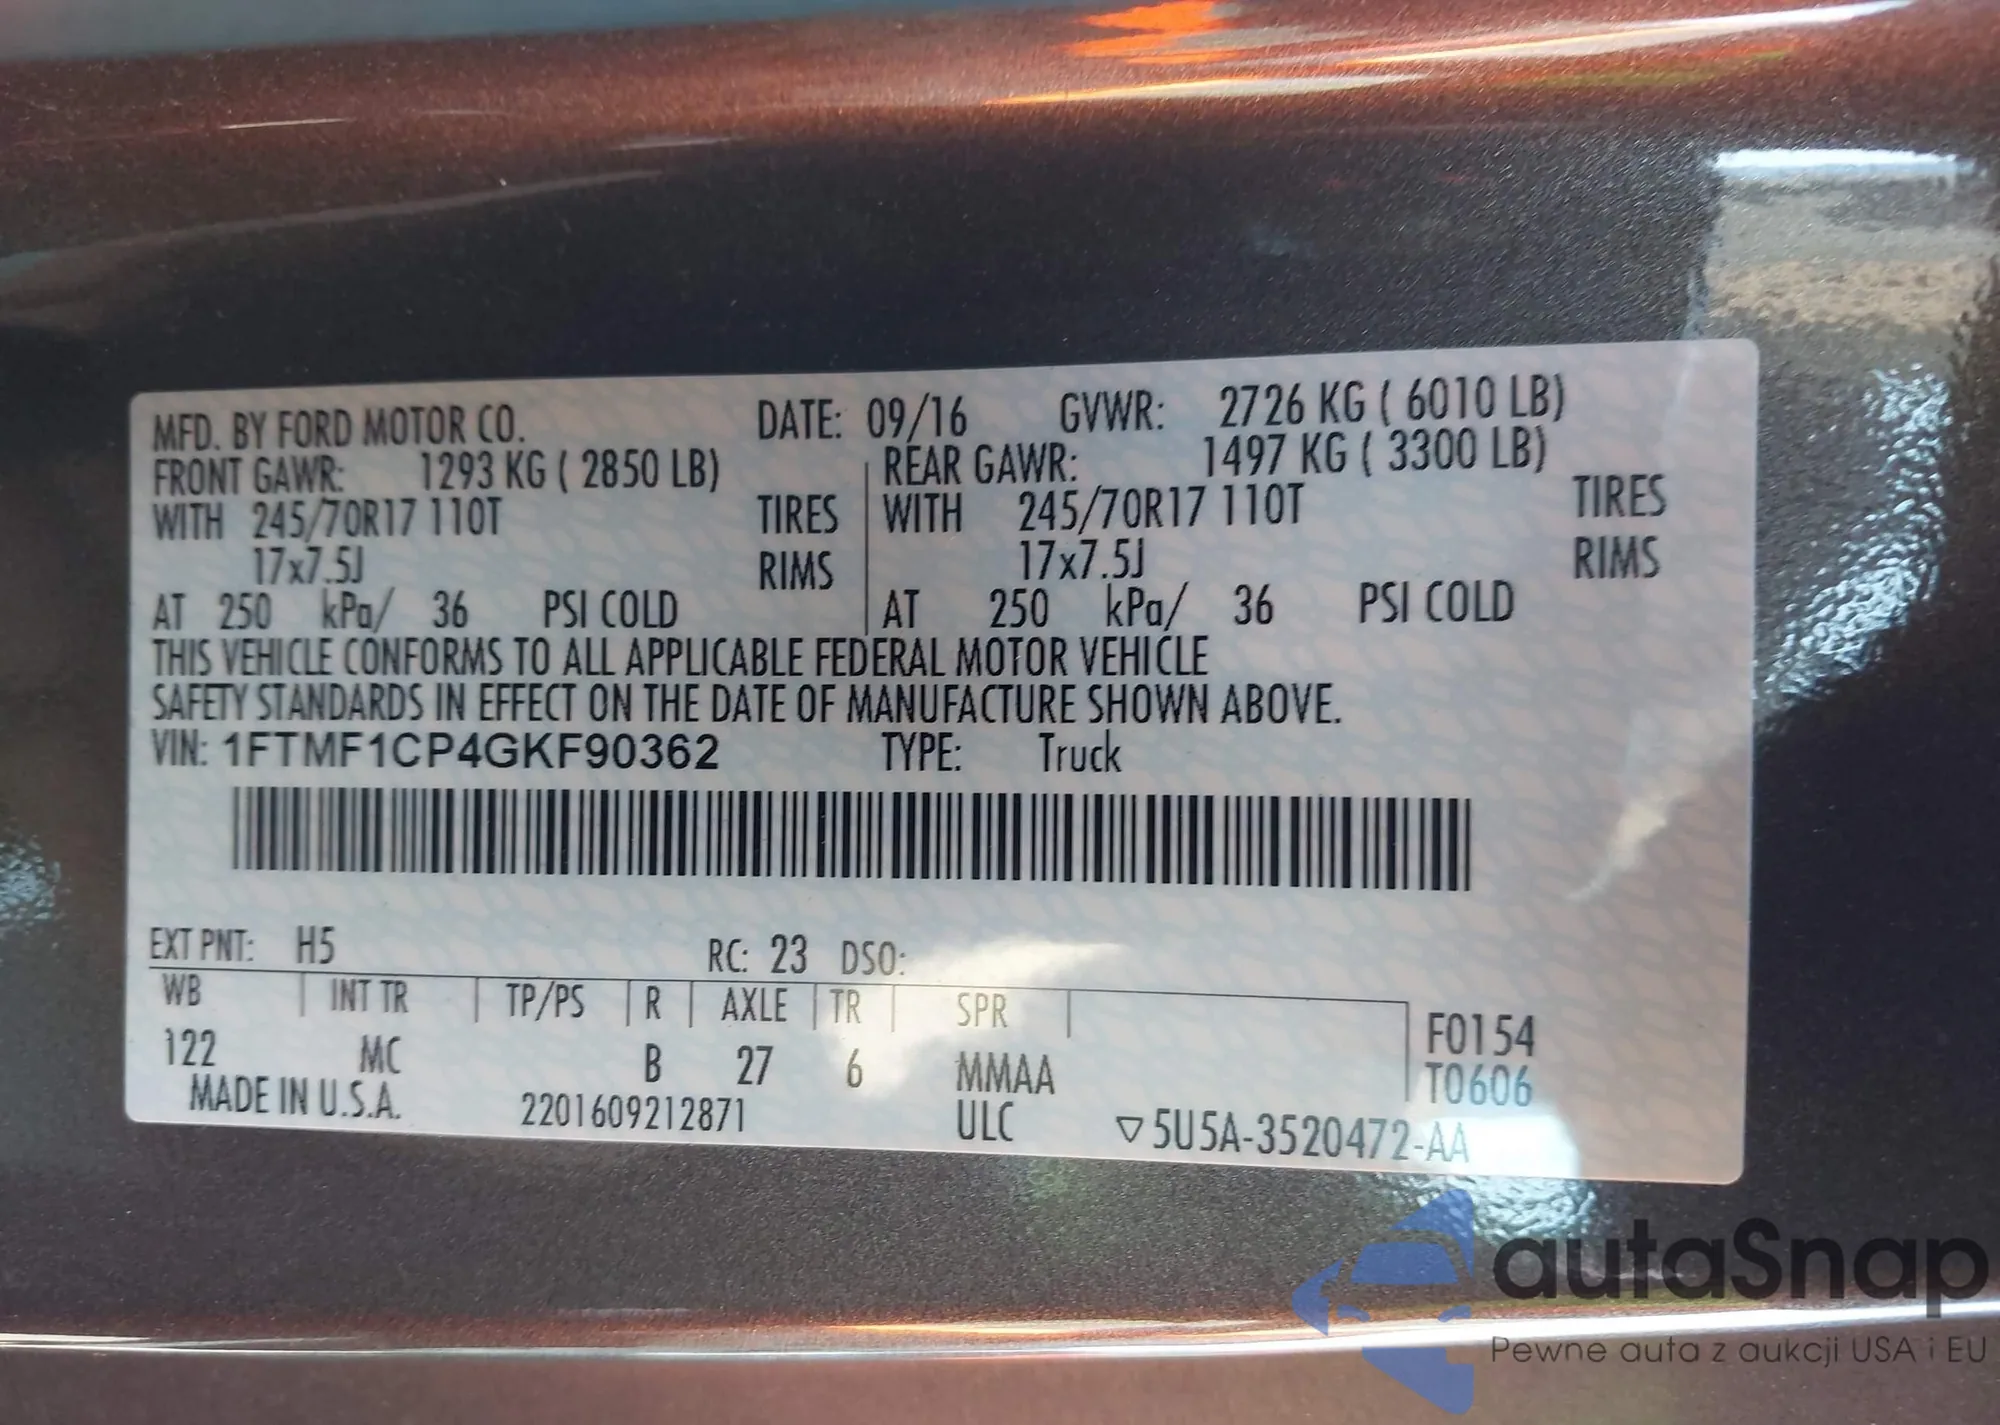 MFD. BY FORD MOTOR CO. DATE: 09/16 GVWR: 2726 KG ( 6010 LB)
FRONT GAWR: 1293 KG ( 2850 LB) REAR GAWR: 1497 KG ( 3300 LB)
WITH 245/70R17 110T TIRES WITH 245/70R17 110T TIRES
17x7.5J RIMS 17x7.5J RIMS
AT 250 kPa/ 36 PSI COLD AT 250 kPa/ 36 PSI COLD
THIS VEHICLE CONFORMS TO ALL APPLICABLE FEDERAL MOTOR VEHICLE
SAFETY STANDARDS IN EFFECT ON THE DATE OF MANUFACTURE SHOWN ABOVE.
VIN: 1FTMF1CP4GKF90362 TYPE: Truck
EXT PNT: H5 RC: 23 DSO:
WB INT TR TP/PS R AXLE TR SPR F0154
122 MC B 27 6 MMAA T0606
MADE IN U.S.A. 2201609212871 ULC ▽5U5A-3520472-AA
autaSnap
Pewne auta z aukcji USA i EU